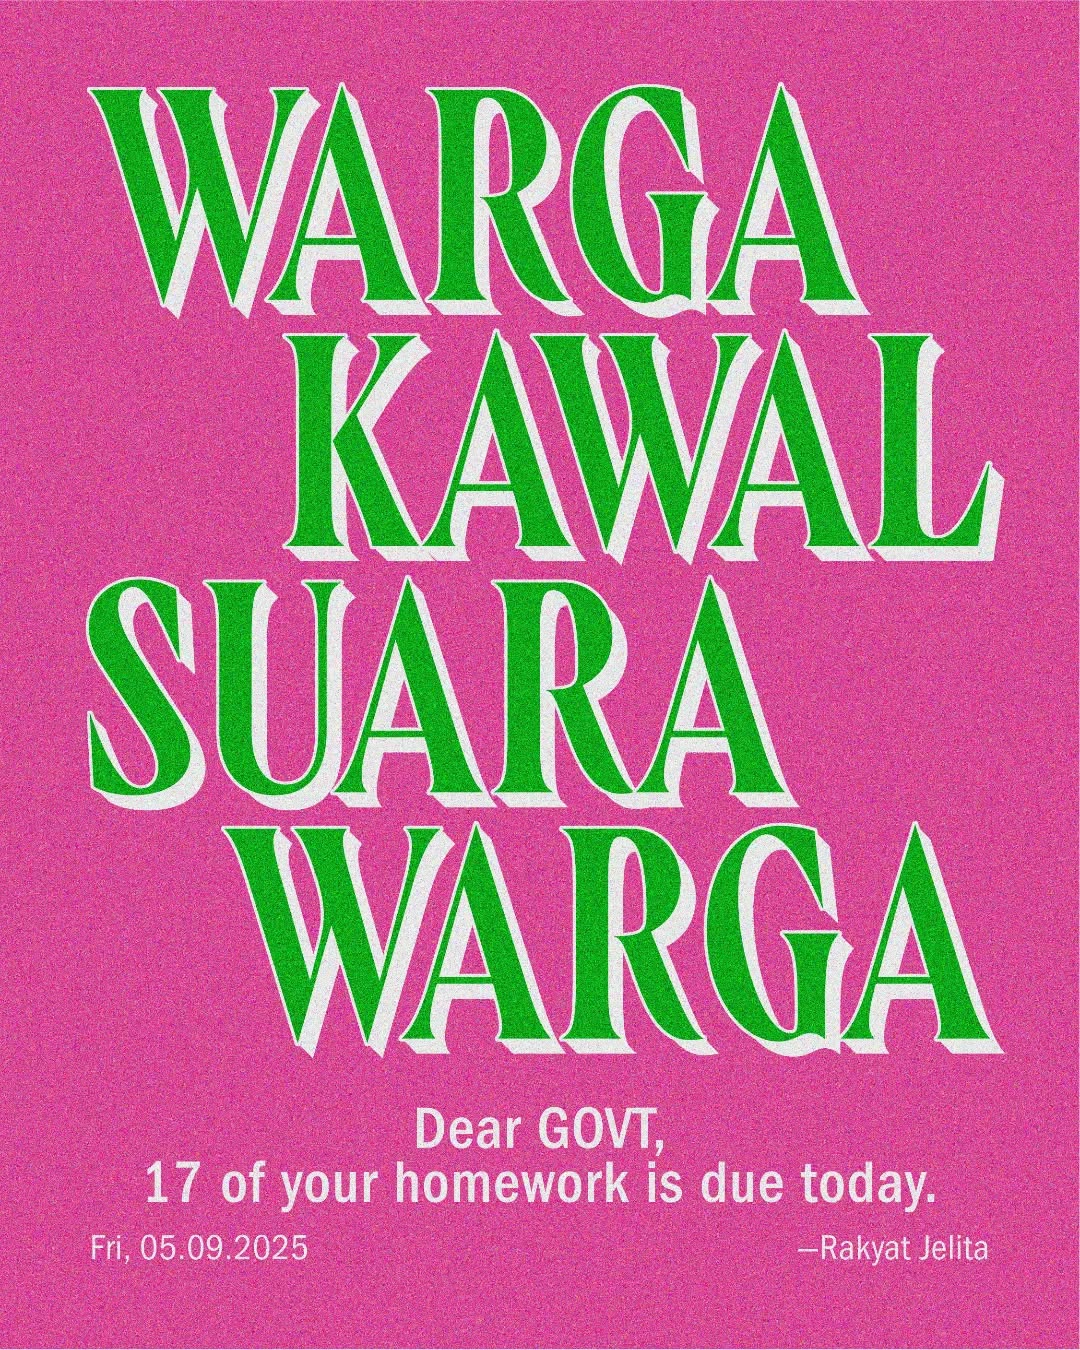 WARGA
KAWAL
SUARA
WARGA
Dear GOVT,
17 of your homework is due today.
Fri, 05.09.2025
—Rakyat Jelita